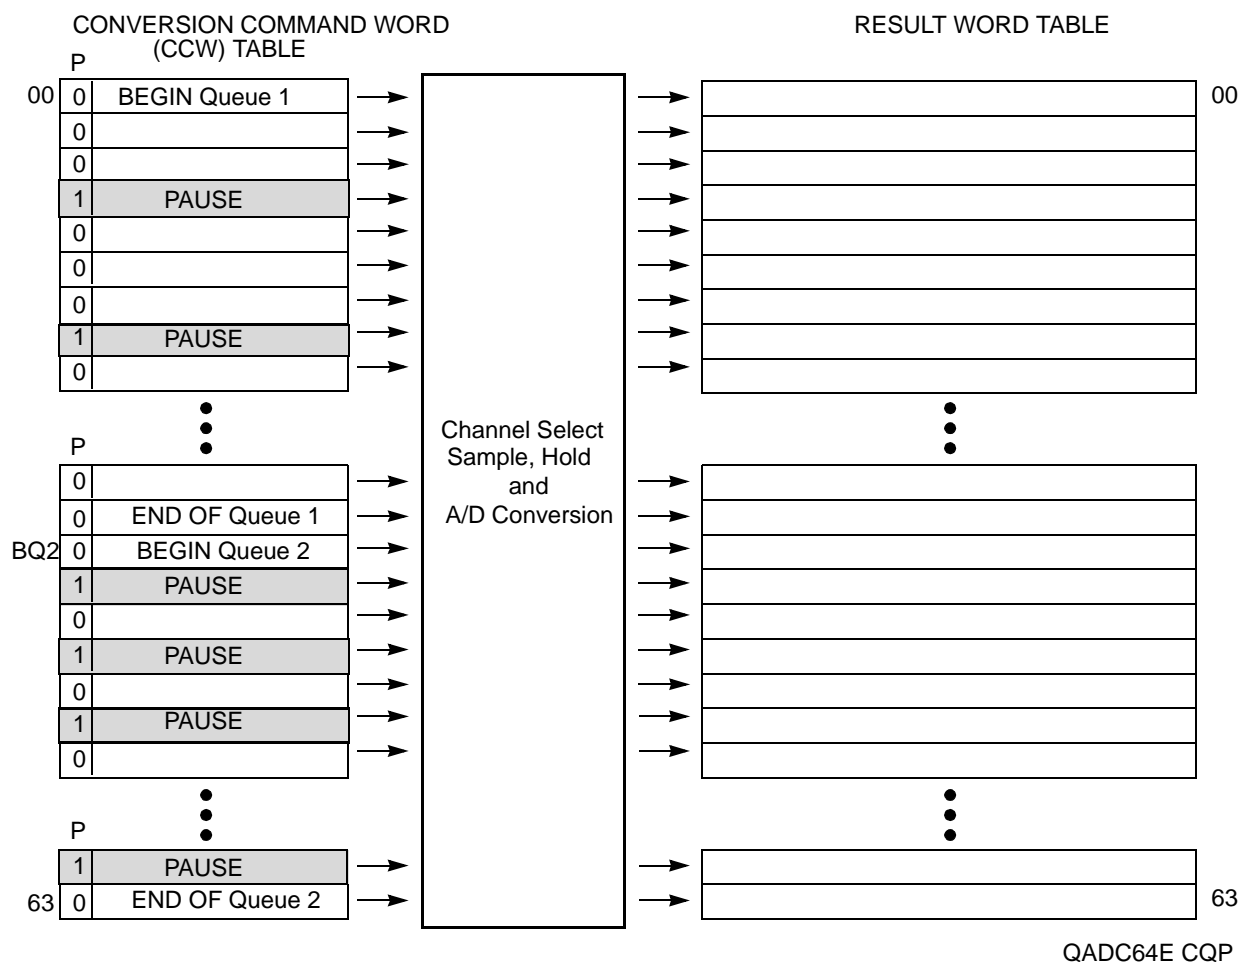 CONVERSION COMMAND WORD
(CCW) TABLE
RESULT WORD TABLE
P
00 0 BEGIN Queue 1 00
0
0
1 PAUSE
0
0
0
1 PAUSE
0
Channel Select
Sample, Hold
and
A/D Conversion
P
0
0 END OF Queue 1
BQ2 0 BEGIN Queue 2
1 PAUSE
0
1 PAUSE
0
1 PAUSE
0
P
1 PAUSE
63 0 END OF Queue 2 63
QADC64E CQP